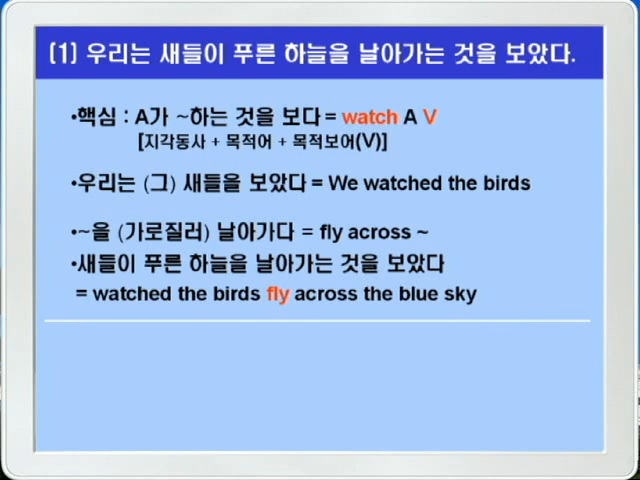 [1] 우리는 새들이 푸른 하늘을 날아가는 것을 보았다.
•핵심 : A가 ~하는 것을 보다 = watch A V
[지각동사 + 목적어 + 목적보어(V)]
•우리는 (그) 새들을 보았다 = We watched the birds
•~을 (가로질러) 날아가다 = fly across ~
•새들이 푸른 하늘을 날아가는 것을 보았다
= watched the birds fly across the blue sky